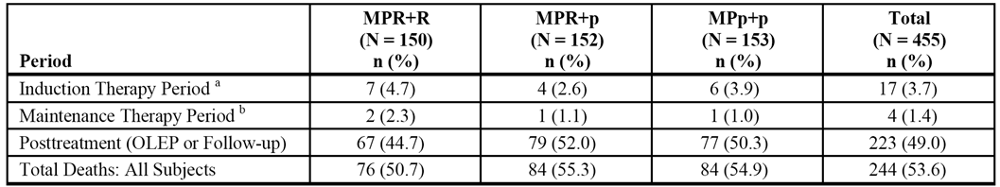 Period MPR+R (N = 150) n (%) MPR+p (N = 152) n (%) MPp+p (N = 153) n (%) Total (N = 455) n (%)
Induction Therapy Period a 7 (4.7) 4 (2.6) 6 (3.9) 17 (3.7)
Maintenance Therapy Period b 2 (2.3) 1 (1.1) 1 (1.0) 4 (1.4)
Posttreatment (OLEP or Follow-up) 67 (44.7) 79 (52.0) 77 (50.3) 223 (49.0)
Total Deaths: All Subjects 76 (50.7) 84 (55.3) 84 (54.9) 244 (53.6)